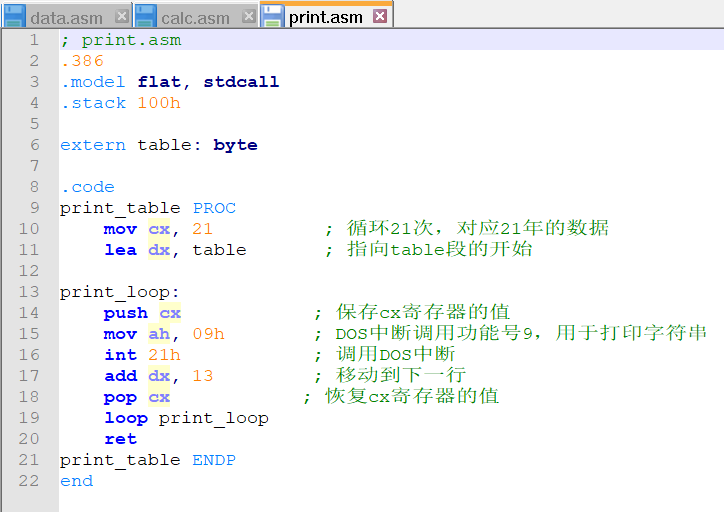 data.asm calc.asm print.asm
1 ; print.asm
2 .386
3 .model flat, stdcall
4 .stack 100h
5
6 extern table: byte
7
8 .code
9 print_table PROC
10 mov cx, 21 ; 循环21次，对应21年的数据
11 lea dx, table ; 指向table段的开始
12
13 print_loop:
14 push cx ; 保存cx寄存器的值
15 mov ah, 09h ; DOS中断调用功能号9，用于打印字符串
16 int 21h ; 调用DOS中断
17 add dx, 13 ; 移动到下一行
18 pop cx ; 恢复cx寄存器的值
19 loop print_loop
20 ret
21 print_table ENDP
22 end